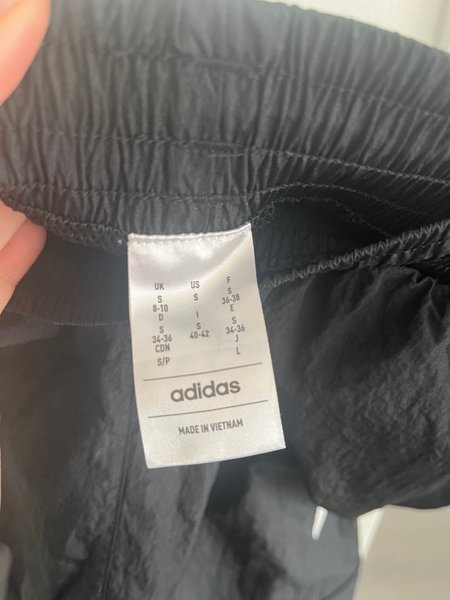 UK US F
S S S
8-10 36-38
D I E
S S S
34-36 40-42 34-36
CDN J
S/P L
adidas
MADE IN VIETNAM